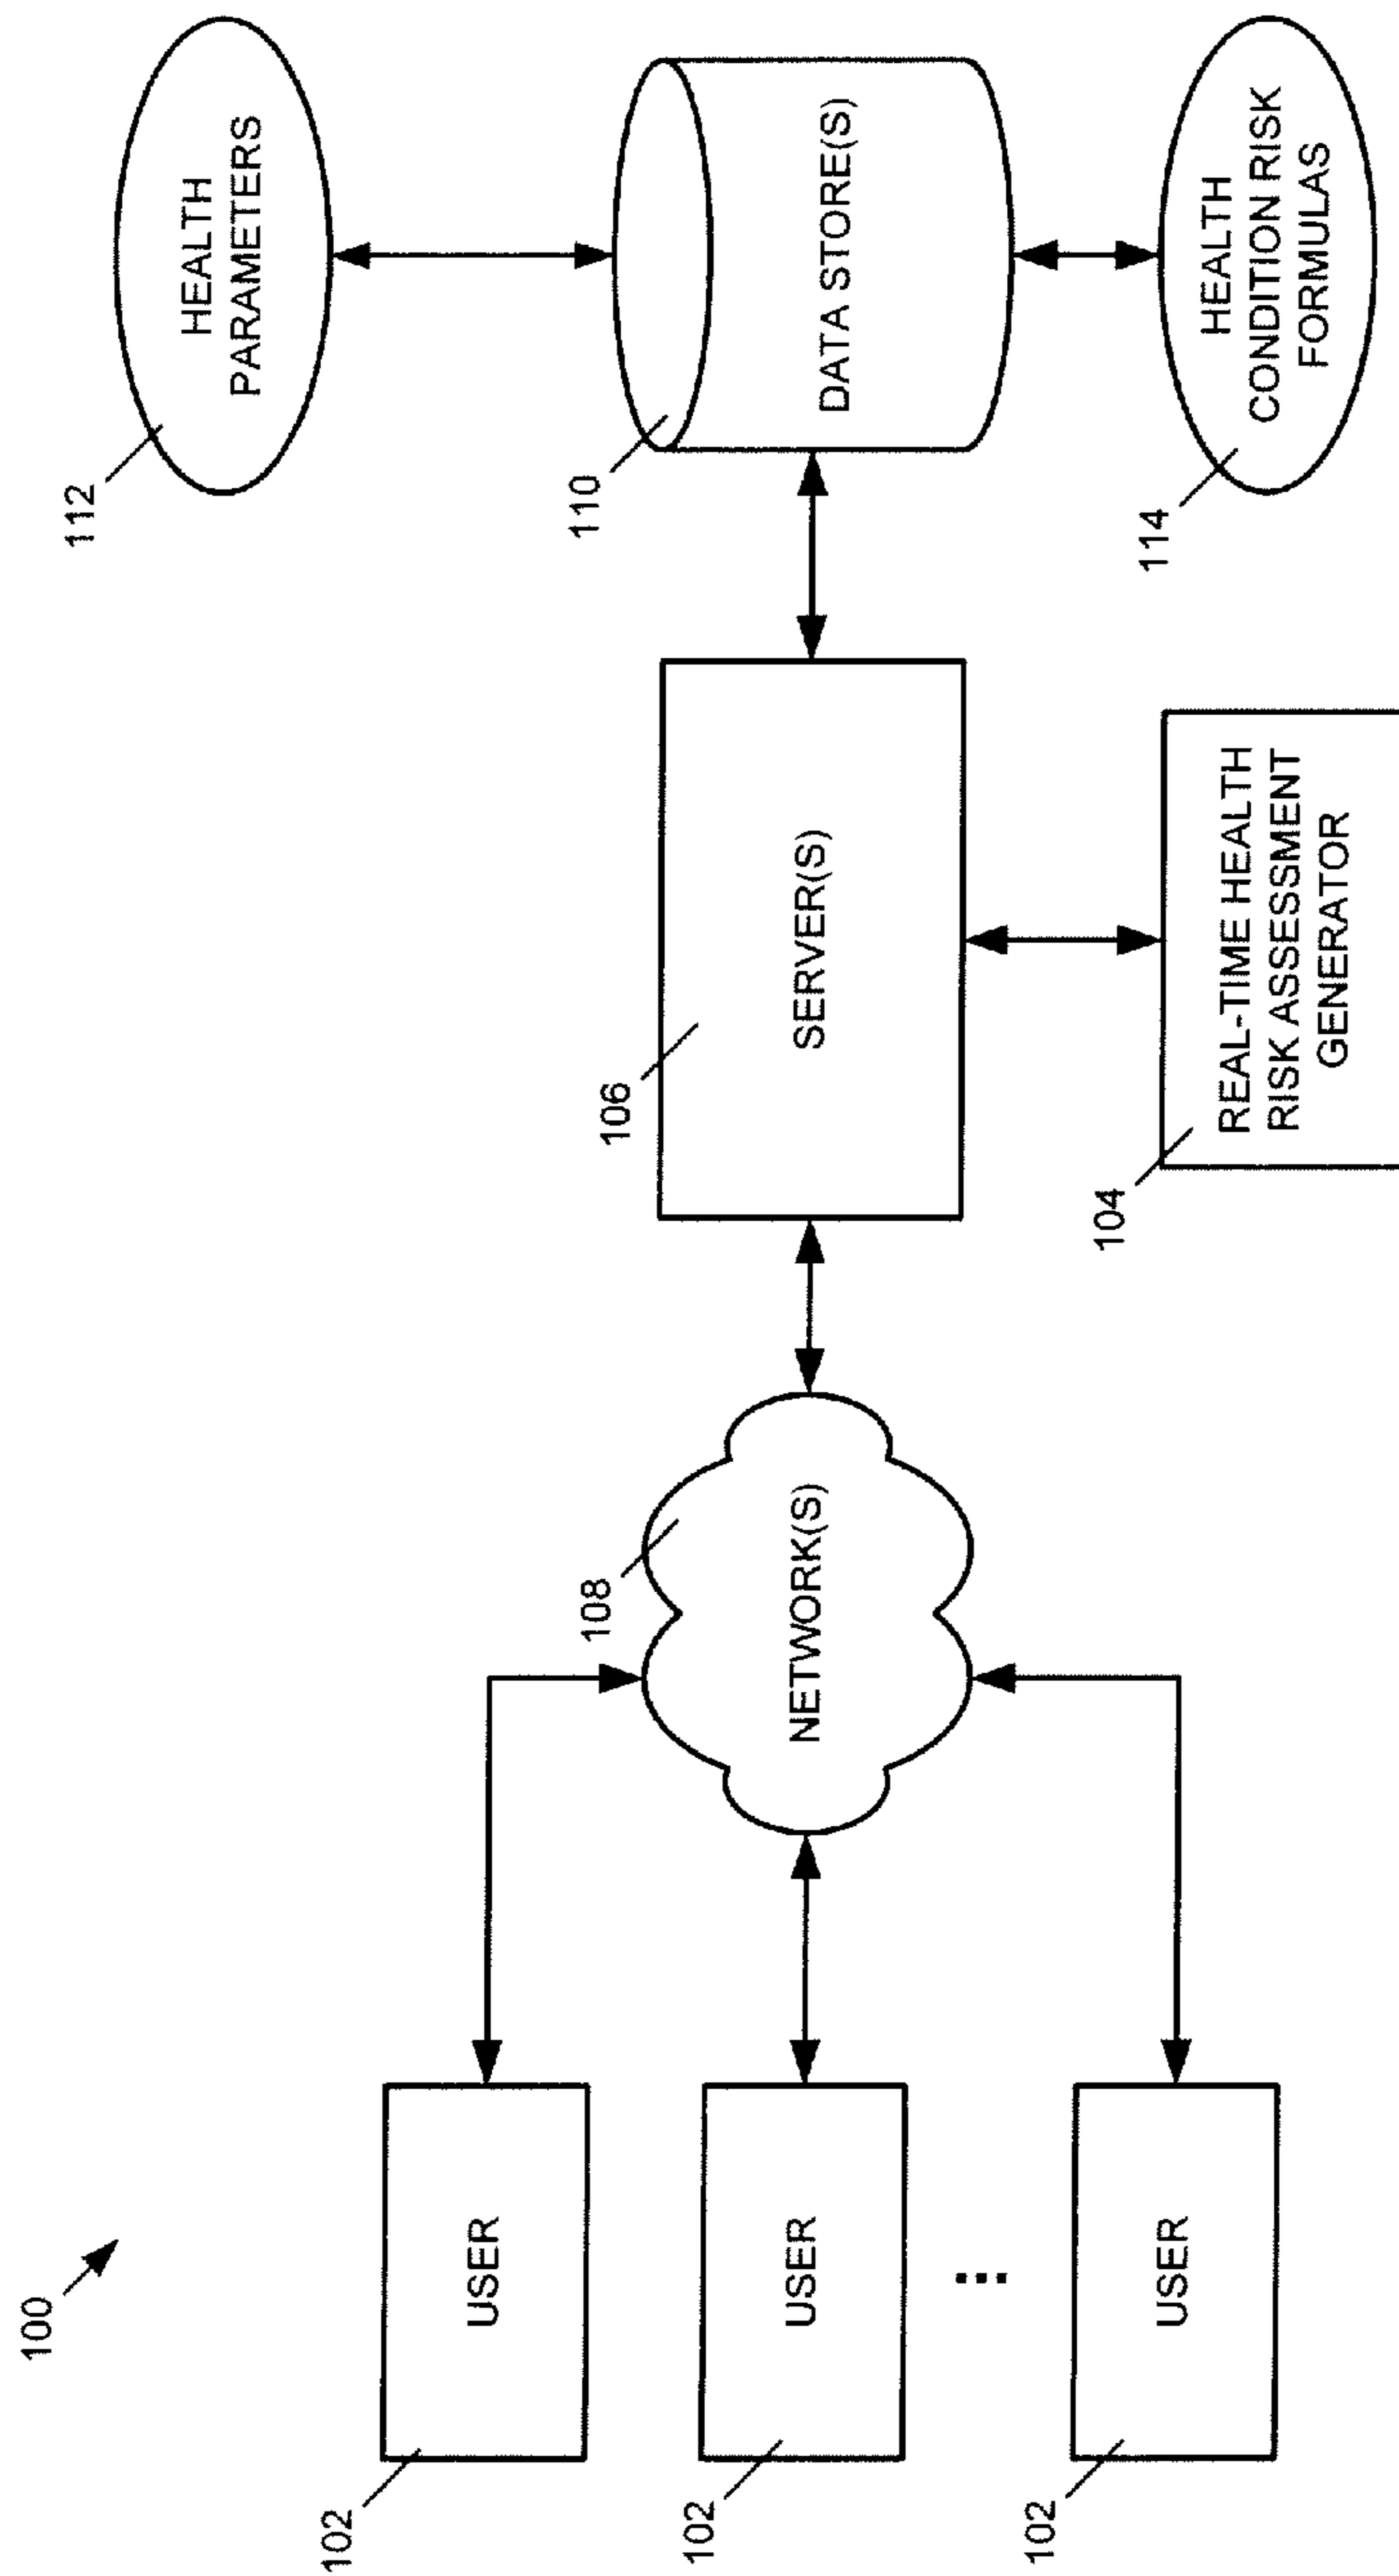 100
102
USER
102
USER
...
102
USER
108
NETWORK(S)
106
SERVER(S)
104
REAL-TIME HEALTH
RISK ASSESSMENT
GENERATOR
112
HEALTH
PARAMETERS
110
DATA STORE(S)
114
HEALTH
CONDITION RISK
FORMULAS